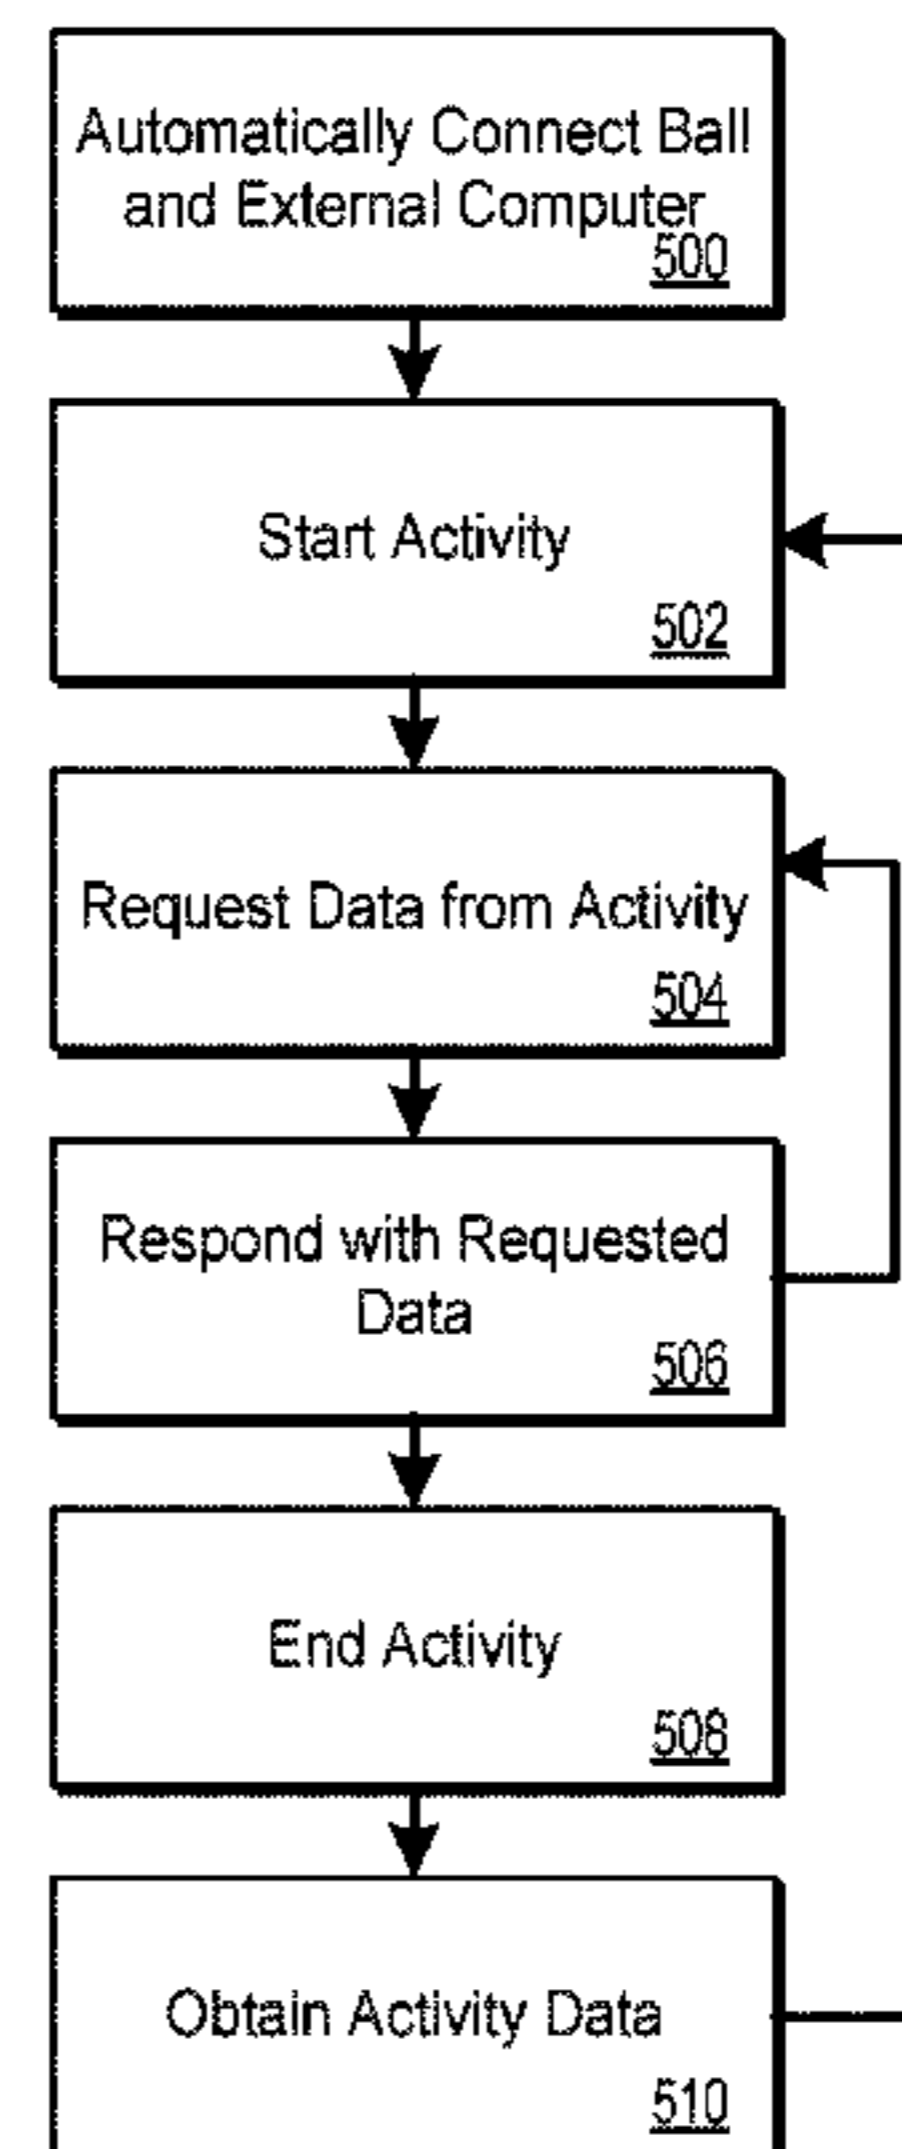 Automatically Connect Ball
and External Computer
500
Start Activity
502
Request Data from Activity
504
Respond with Requested
Data
506
End Activity
508
Obtain Activity Data
510